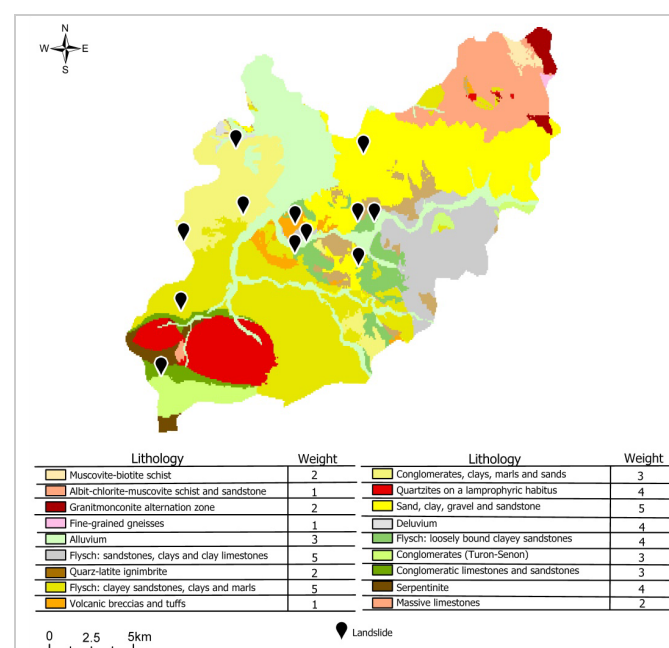 N
W E
S
Lithology Weight Lithology Weight
Muscovite-biotite schist 2 Conglomerates, clays, marls and sands 3
Albit-chlorite-muscovite schist and sandstone 1 Quartzites on a lamprophyric habitus 4
Granitmonconite alternation zone 2 Sand, clay, gravel and sandstone 5
Fine-grained gneisses 1 Deluvium 4
Alluvium 3 Flysch: loosely bound clayey sandstones 4
Flysch: sandstones, clays and clay limestones 5 Conglomerates (Turon-Senon) 3
Quarz-latite ignimbrite 2 Conglomeratic limestones and sandstones 3
Flysch: clayey sandstones, clays and marls 5 Serpentinite 4
Volcanic breccias and tuffs 1 Massive limestones 2
0 2.5 5km
Landslide